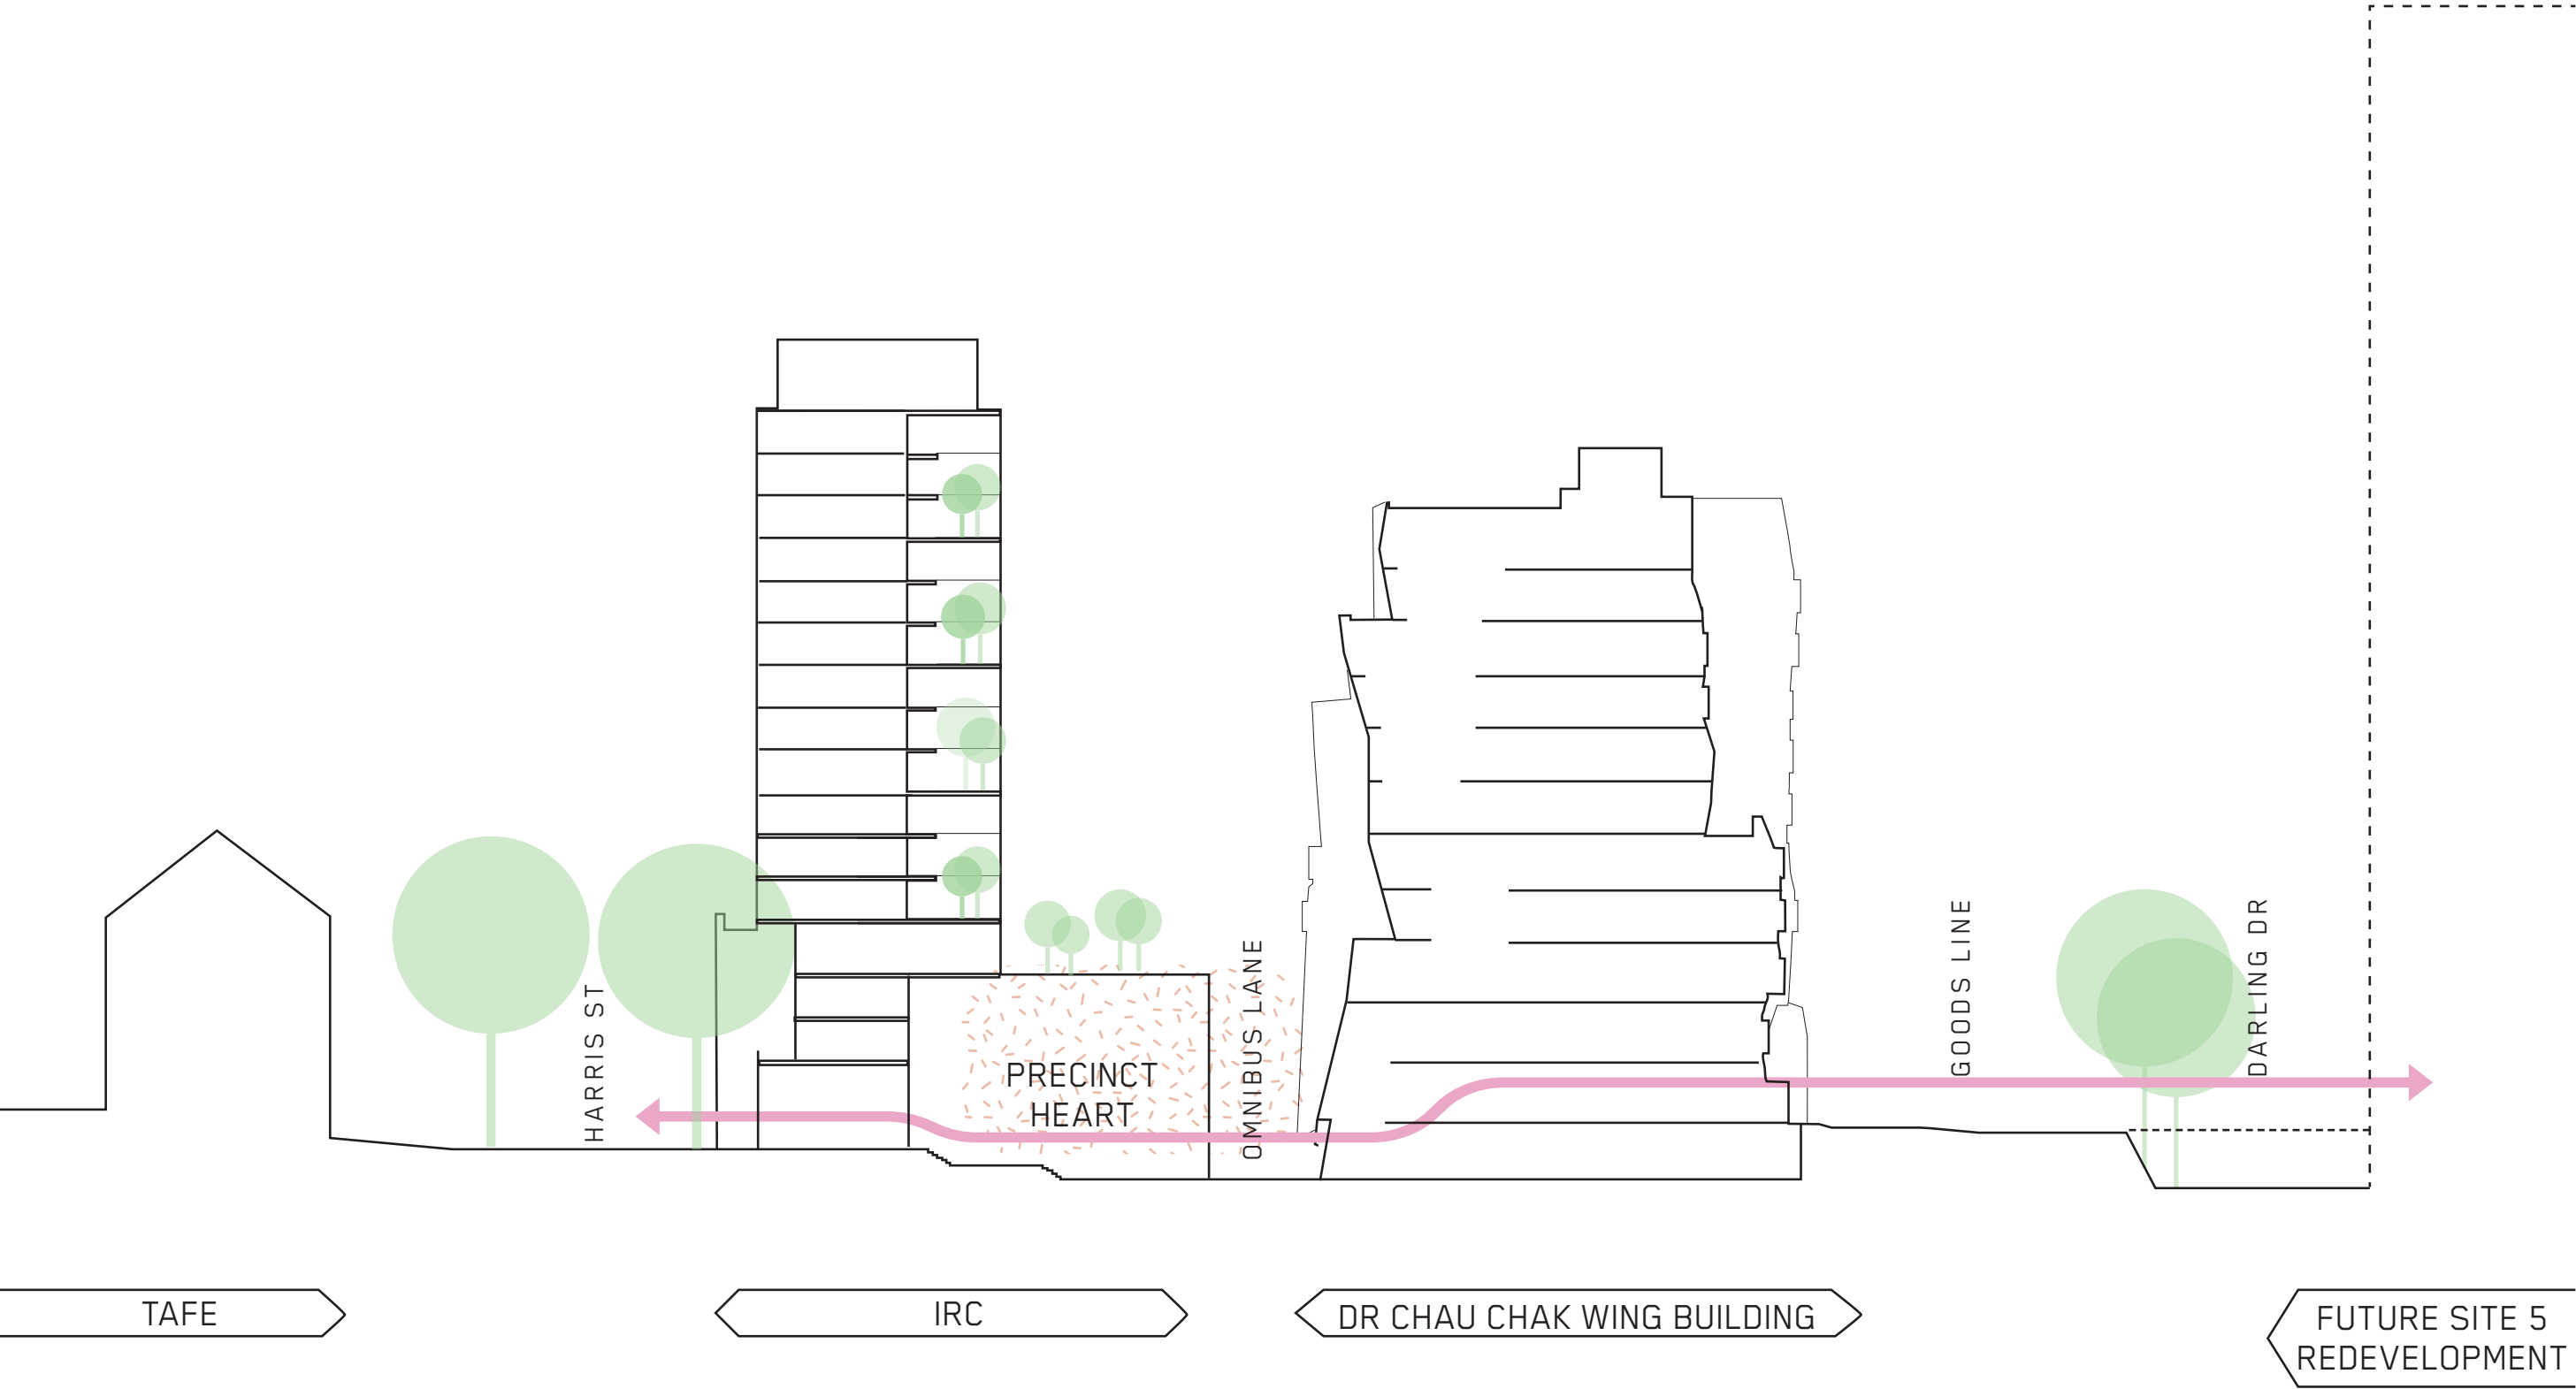 HARRIS ST
PRECINCT
HEART
OMNIBUS LANE
GOODS LINE
DARLING DR
TAFE
IRC
DR CHAU CHAK WING BUILDING
FUTURE SITE 5
REDEVELOPMENT